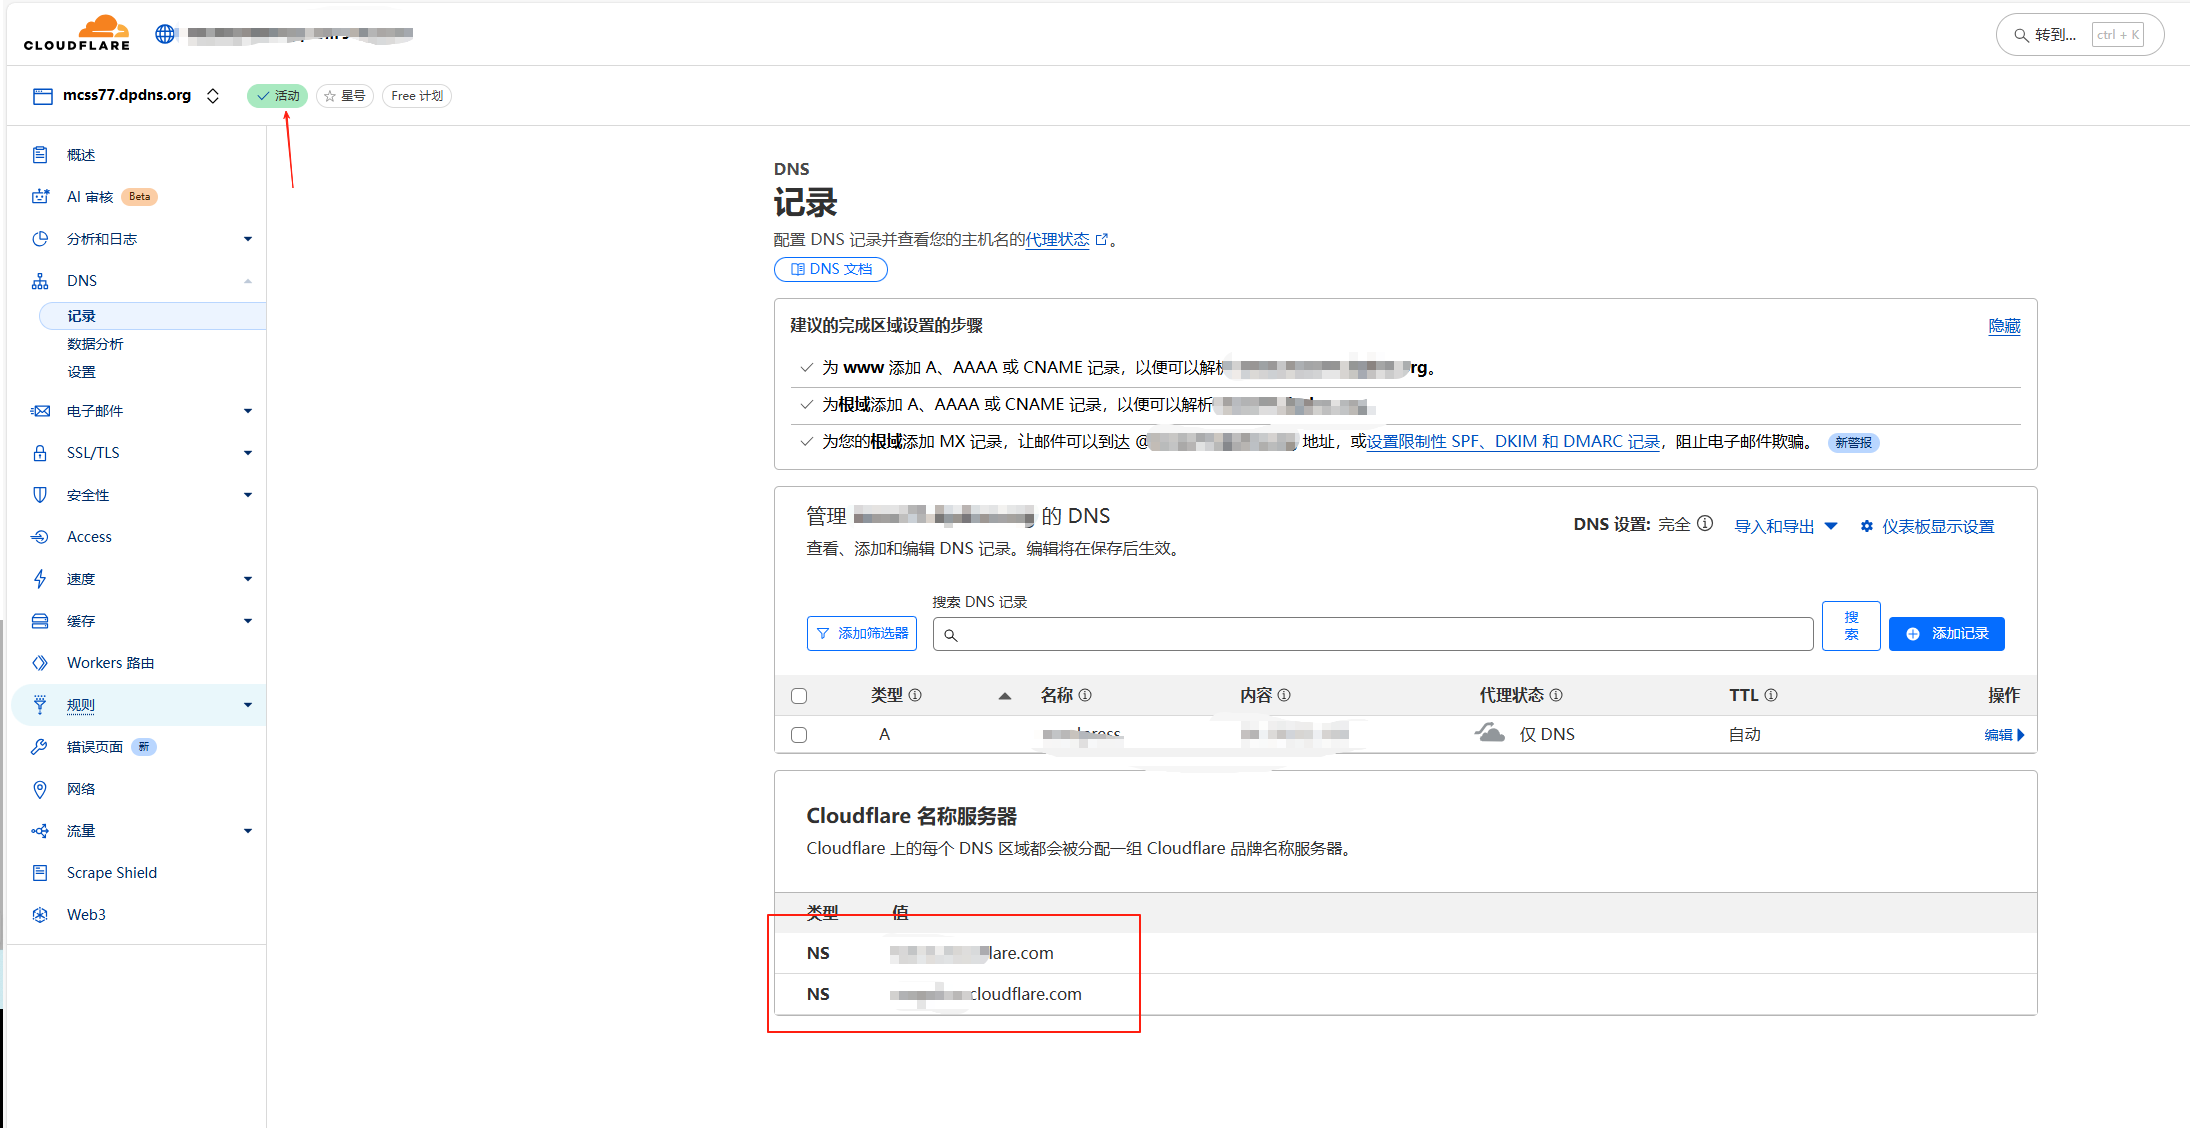 CLOUDFLARE
转到... ctrl + K
mcss77.dpdns.org 活动 星号 Free 计划
概述
AI 审核 Beta
分析和日志
DNS
记录
数据分析
设置
电子邮件
SSL/TLS
安全性
Access
速度
缓存
Workers 路由
规则
错误页面 新
网络
流量
Scrape Shield
Web3
DNS
记录
配置 DNS 记录并查看您的主机名的代理状态。
DNS 文档
建议的完成区域设置的步骤 隐藏
为 www 添加 A、AAAA 或 CNAME 记录，以便可以解析 rg。
为根域添加 A、AAAA 或 CNAME 记录，以便可以解析
为您的根域添加 MX 记录，让邮件可以到达 @ 地址，或设置限制性 SPF、DKIM 和 DMARC 记录，阻止电子邮件欺骗。 新警报
管理 的 DNS
DNS 设置: 完全 导入和导出 仪表板显示设置
查看、添加和编辑 DNS 记录。编辑将在保存后生效。
搜索 DNS 记录
添加筛选器 搜索 添加记录
类型 名称 内容 代理状态 TTL 操作
A 仅 DNS 自动 编辑
Cloudflare 名称服务器
Cloudflare 上的每个 DNS 区域都会被分配一组 Cloudflare 品牌名称服务器。
类型 值
NS lare.com
NS cloudflare.com